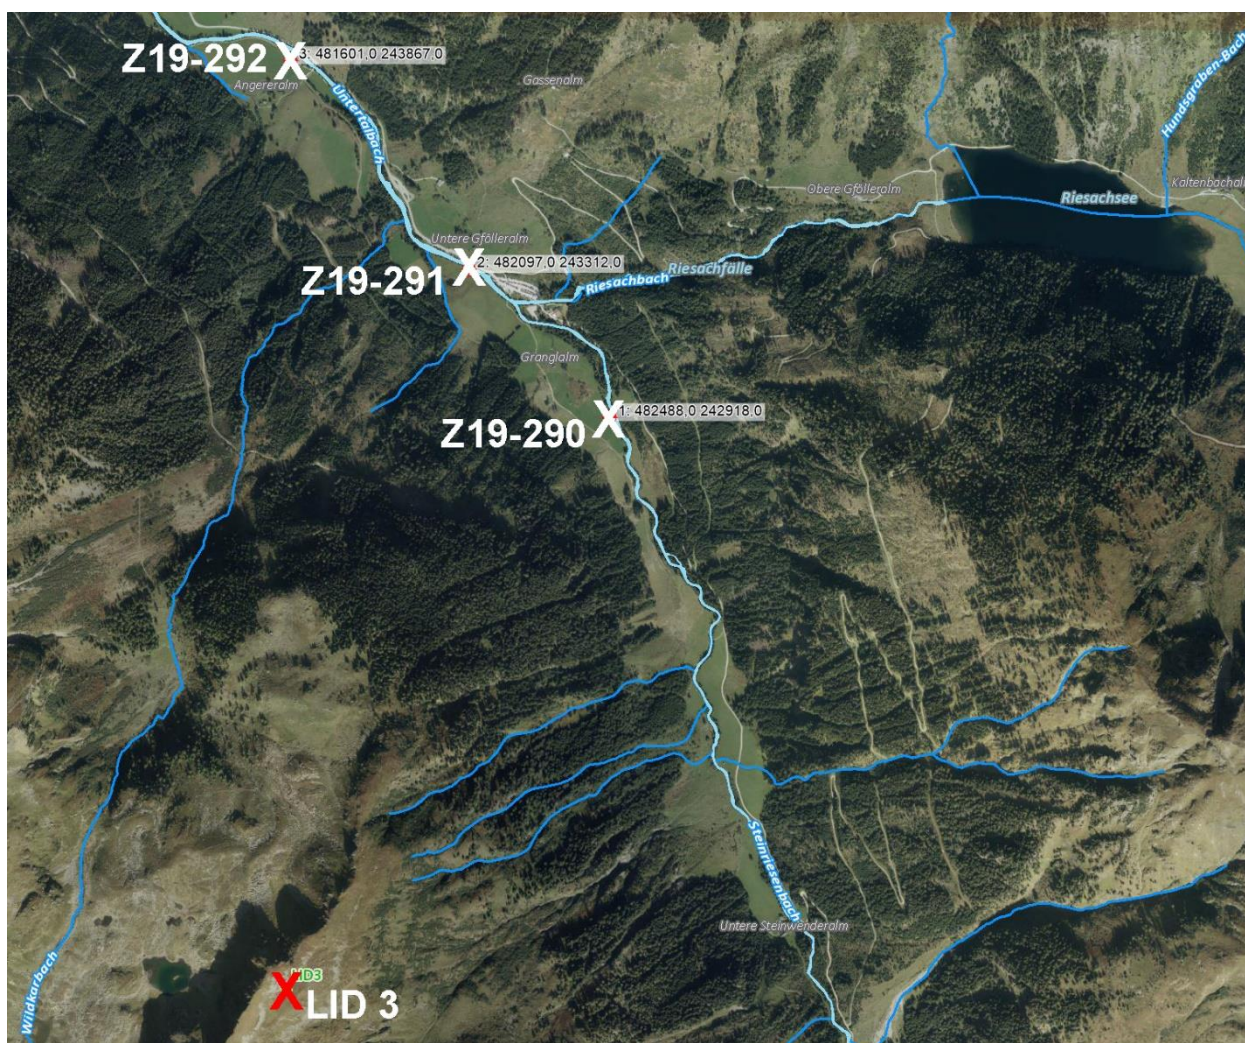 Z19-292
3: 481601,0 243867,0
Angereralm
Gassenalm
Untertalbach
Hundsgraben-Bach
Kaltenbachalm
Obere Gfölleralm
Riesachsee
Untere Gfölleralm
Z19-291
2: 482097,0 243312,0
Riesachfälle
Riesachbach
Granglalm
1: 482488,0 242918,0
Z19-290
Steinriesenbach
Untere Steinwenderalm
Wildkarbach
LID3
LID 3